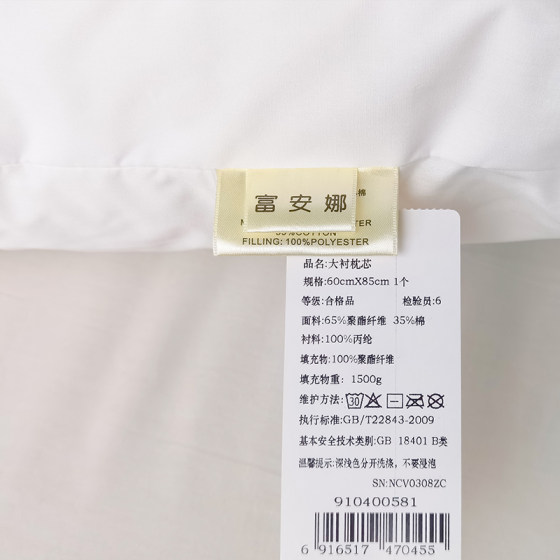 棉
富安娜
M
TER
35%COTTON
FILLING: 100%POLYESTER
品名:大衬枕芯
规格:60cmX85cm 1个
等级:合格品 检验员:6
面料:65%聚酯纤维 35%棉
衬料:100%丙纶
填充物:100%聚酯纤维
填充物重: 1500g
维护方法: 30
执行标准:GB/T22843-2009
基本安全技术类别:GB 18401 B类
温馨提示:深浅色分开洗涤, 不要浸泡
SN:NCV0308ZC
910400581
6 916517 470455